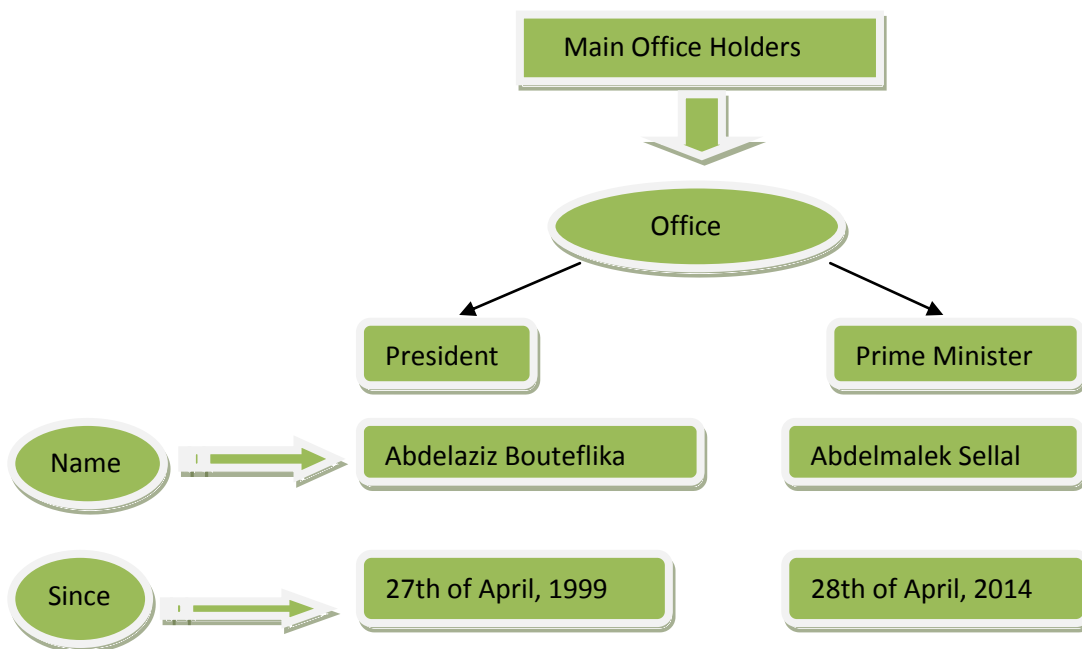 Main Office Holders
Office
President
Prime Minister
Name
Abdelaziz Bouteflika
Abdelmalek Sellal
Since
27th of April, 1999
28th of April, 2014